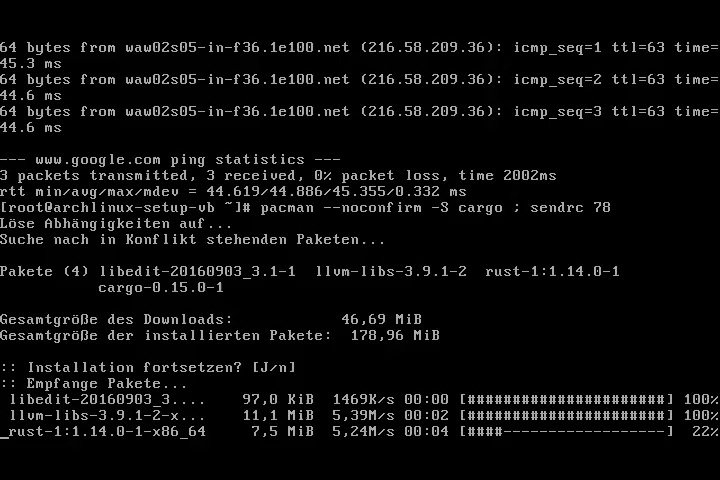 64 bytes from waw02s05-in-f36.1e100.net (216.58.209.36): icmp_seq=1 ttl=63 time=
45.3 ms
64 bytes from waw02s05-in-f36.1e100.net (216.58.209.36): icmp_seq=2 ttl=63 time=
44.6 ms
64 bytes from waw02s05-in-f36.1e100.net (216.58.209.36): icmp_seq=3 ttl=63 time=
44.6 ms
--- www.google.com ping statistics ---
3 packets transmitted, 3 received, 0% packet loss, time 2002ms
rtt min/avg/max/mdev = 44.619/44.886/45.355/0.332 ms
[root@archlinux-setup-vb ~]# pacman --noconfirm -S cargo ; sendrc 78
Löse Abhängigkeiten auf...
Suche nach in Konflikt stehenden Paketen...
Pakete (4) libedit-20160903_3.1-1  llvm-libs-3.9.1-2  rust-1:1.14.0-1
cargo-0.15.0-1
Gesamtgröße des Downloads:            46,69 MiB
Gesamtgröße der installierten Pakete:  178,96 MiB
:: Installation fortsetzen? [J/n]
:: Empfange Pakete...
libedit-20160903_3....    97,0 KiB  1469K/s 00:00 [######################] 100%
llvm-libs-3.9.1-2-x...    11,1 MiB  5,39M/s 00:02 [######################] 100%
_rust-1:1.14.0-1-x86_64     7,5 MiB  5,24M/s 00:04 [####------------------]  22%